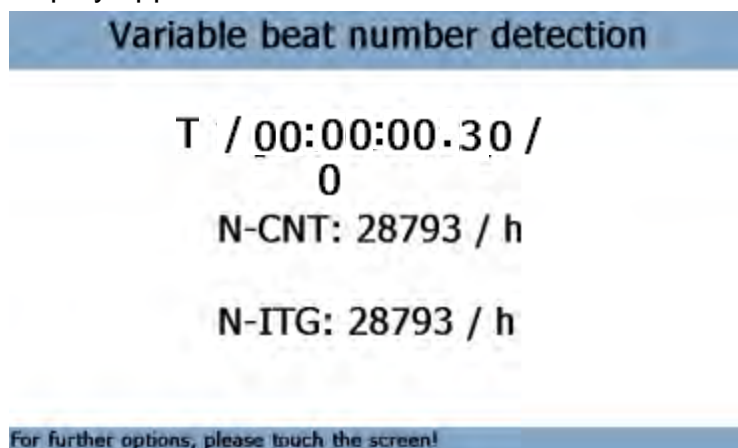 Variable beat number detection
T / 00:00:00.30 /
0
N-CNT: 28793 / h
N-ITG: 28793 / h
For further options, please touch the screen!